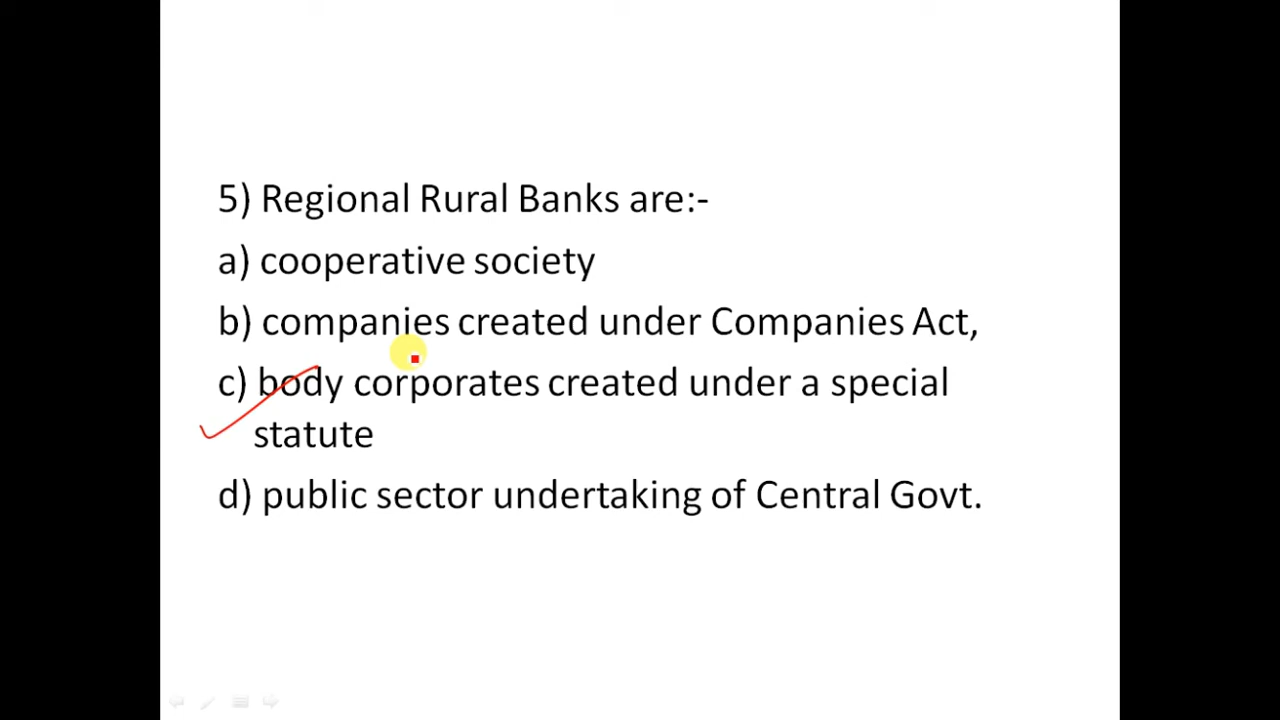 5) Regional Rural Banks are:-
a) cooperative society
b) companies created under Companies Act,
c) body corporates created under a special
statute
d) public sector undertaking of Central Govt.